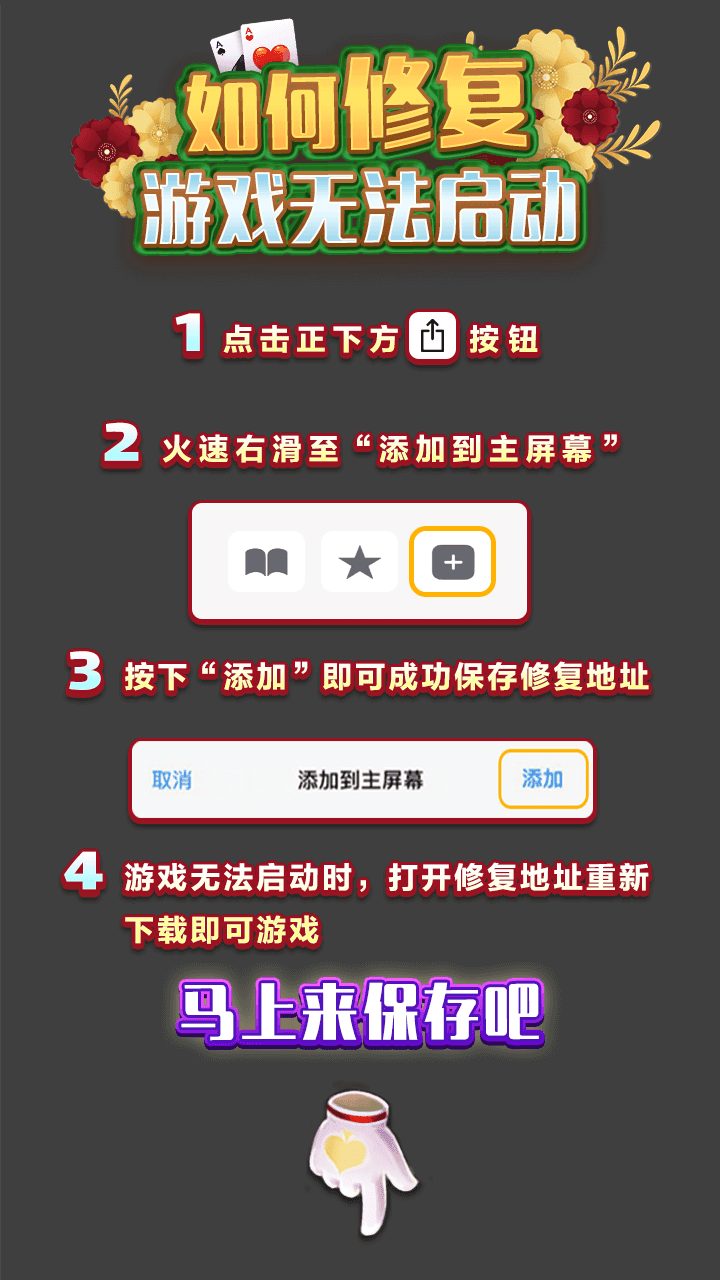 A
A
如何修复
游戏无法启动
1 点击正下方 按钮
2 火速右滑至“添加到主屏幕”
3 按下“添加”即可成功保存修复地址
取消 添加到主屏幕 添加
4 游戏无法启动时，打开修复地址重新
下载即可游戏
马上来保存吧